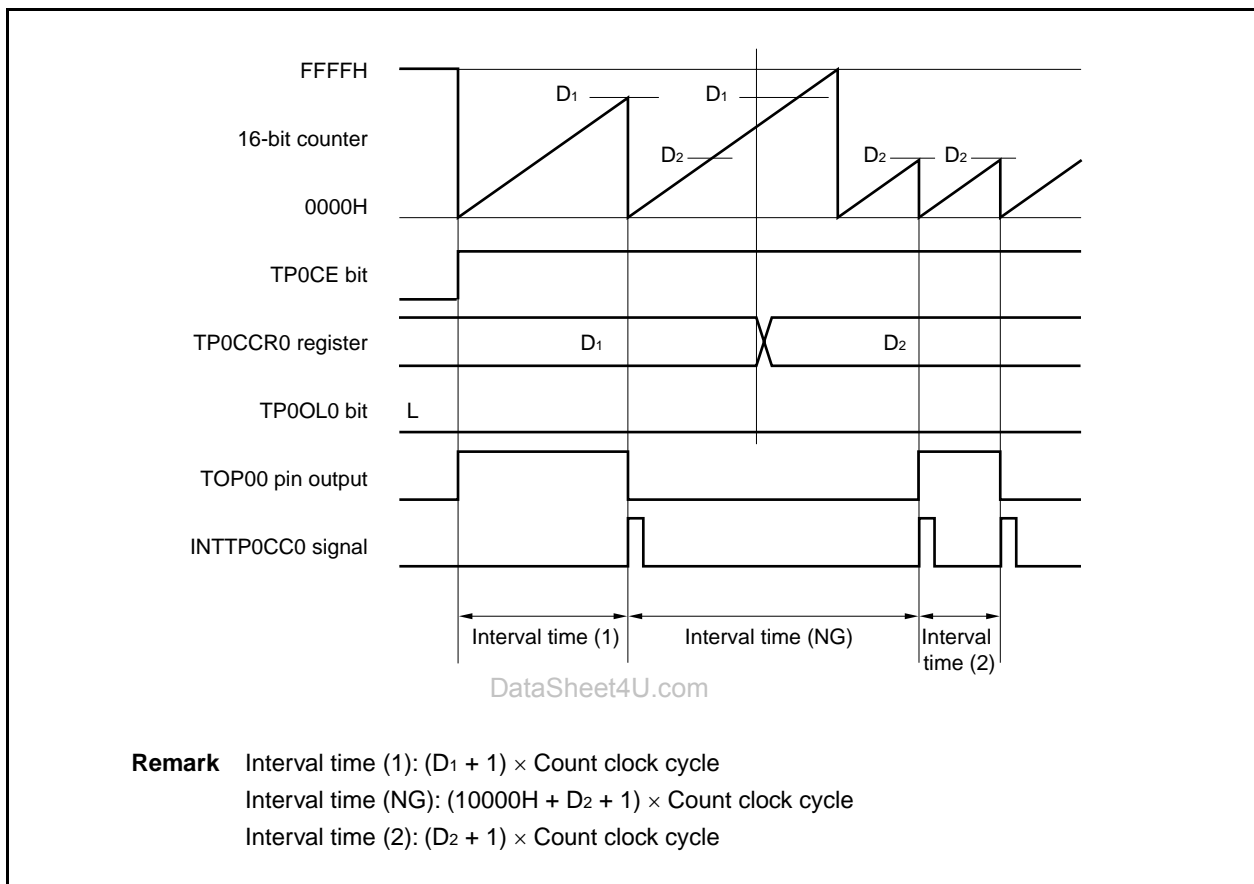 FFFFH
D1
D1
16-bit counter
D2
D2
D2
0000H
TP0CE bit
TP0CCR0 register
D1
D2
TP0OL0 bit
L
TOP00 pin output
INTTP0CC0 signal
Interval time (1)
Interval time (NG)
Interval
time (2)
DataSheet4U.com
Remark Interval time (1): (D1 + 1) × Count clock cycle
Interval time (NG): (10000H + D2 + 1) × Count clock cycle
Interval time (2): (D2 + 1) × Count clock cycle